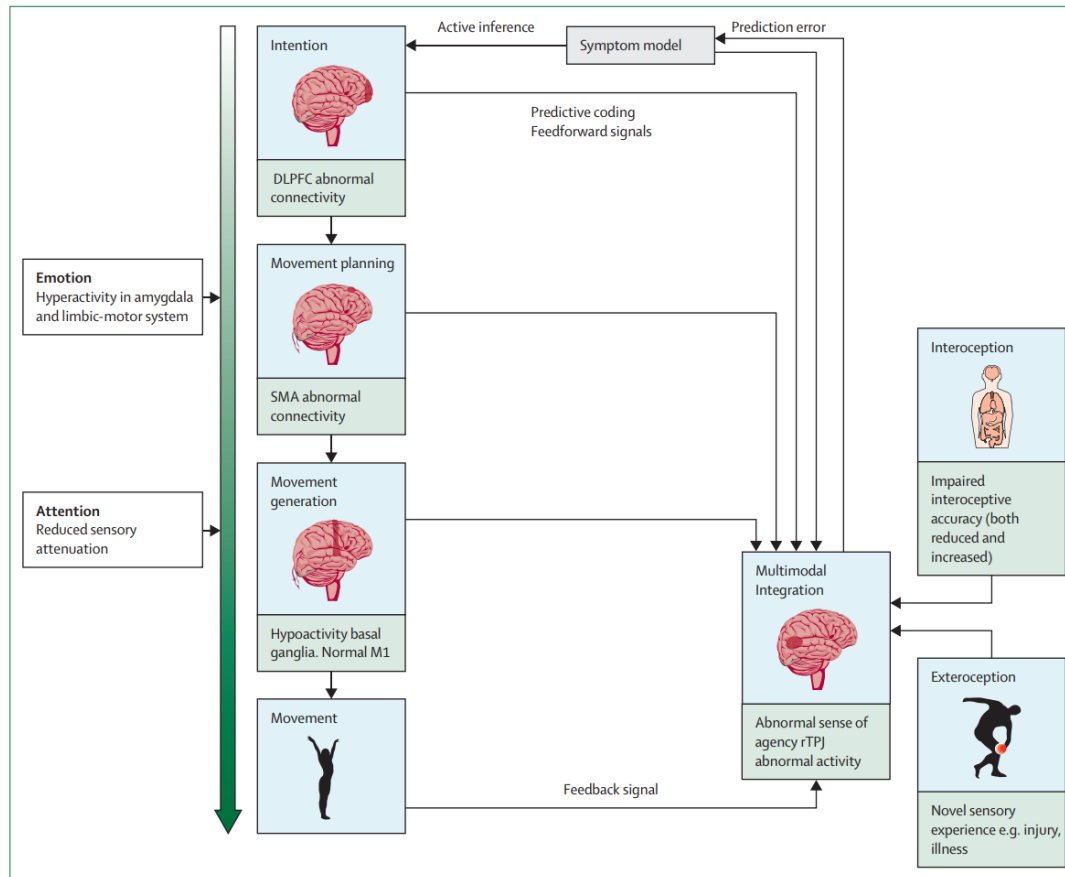 Active inference
Prediction error
Intention
Symptom model
Predictive coding
Feedforward signals
DLPFC abnormal
connectivity
Movement planning
Emotion
Hyperactivity in amygdala
and limbic-motor system
SMA abnormal
connectivity
Interoception
Impaired
interoceptive
accuracy (both
reduced and
increased)
Movement
generation
Attention
Reduced sensory
attenuation
Hypoactivity basal
ganglia. Normal M1
Multimodal
Integration
Abnormal sense of
agency rTPJ
abnormal activity
Exteroception
Novel sensory
experience e.g. injury,
illness
Movement
Feedback signal